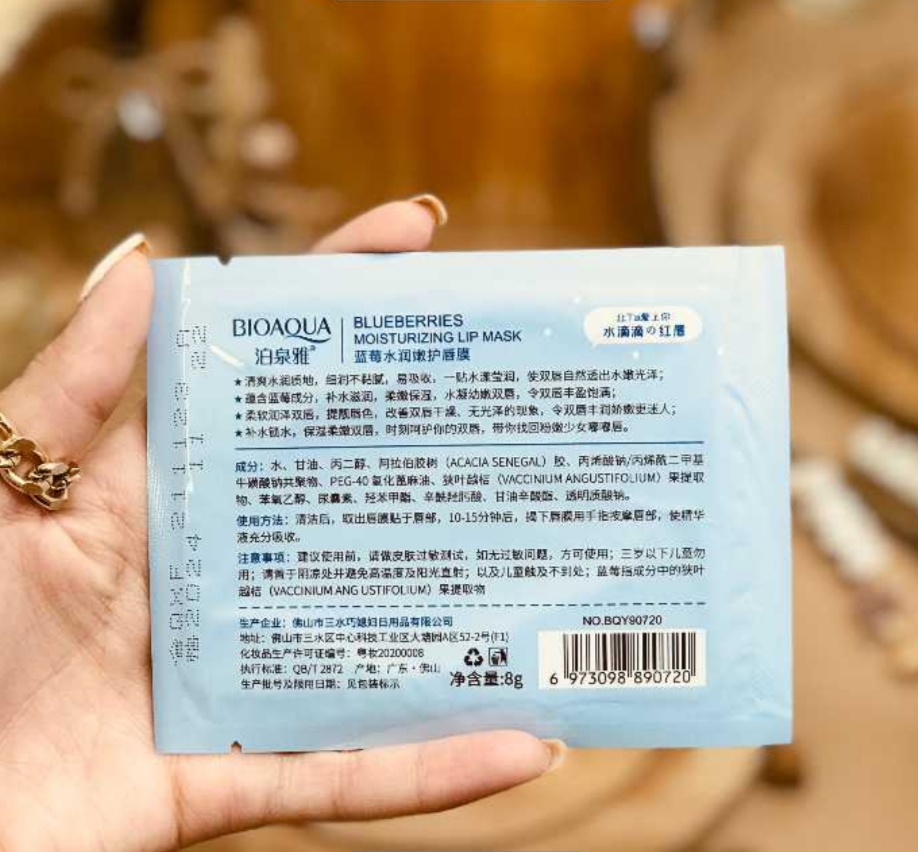 BIOAQUA
泊泉雅
BLUEBERRIES
MOISTURIZING LIP MASK
蓝莓水润嫩护唇膜
让Ta爱上你
水滴滴の红唇
★清爽水润质地，细润不黏腻，易吸收，一贴水漾莹润，使双唇自然透出水嫩光泽；
★蕴含蓝莓成分，补水滋润，柔嫩保湿，水凝幼嫩双唇，令双唇丰盈饱满；
★柔软润泽双唇，提靓唇色，改善双唇干燥、无光泽的现象，令双唇丰润娇嫩更迷人；
★补水锁水，保湿柔嫩双唇，时刻呵护你的双唇，带你找回粉嫩少女嘟嘟唇。
成分：水、甘油、丙二醇、阿拉伯胶树（ACACIA SENEGAL）胶、丙烯酸钠/丙烯酰二甲基
牛磺酸钠共聚物、PEG-40 氢化蓖麻油、狭叶越桔（VACCINIUM ANGUSTIFOLIUM）果提取
物、苯氧乙醇、尿囊素、羟苯甲酯、辛酰羟肟酸、甘油辛酸酯、透明质酸钠。
使用方法：清洁后，取出唇膜贴于唇部，10-15分钟后，揭下唇膜用手指按摩唇部，使精华
液充分吸收。
注意事项：建议使用前，请做皮肤过敏测试，如无过敏问题，方可使用；三岁以下儿童勿
用；请置于阴凉处并避免高温度及阳光直射；以及儿童触及不到处；蓝莓指成分中的狭叶
越桔（VACCINIUM ANG USTIFOLIUM）果提取物
生产企业：佛山市三水巧媳妇日用品有限公司
地址：佛山市三水区中心科技工业区大塘园A区52-2号(F1)
化妆品生产许可证编号：粤妆20200008
执行标准：QB/T 2872 产地：广东·佛山
生产批号及限用日期：见包装标示
净含量:8g
NO.BQY90720
6 973098 890720